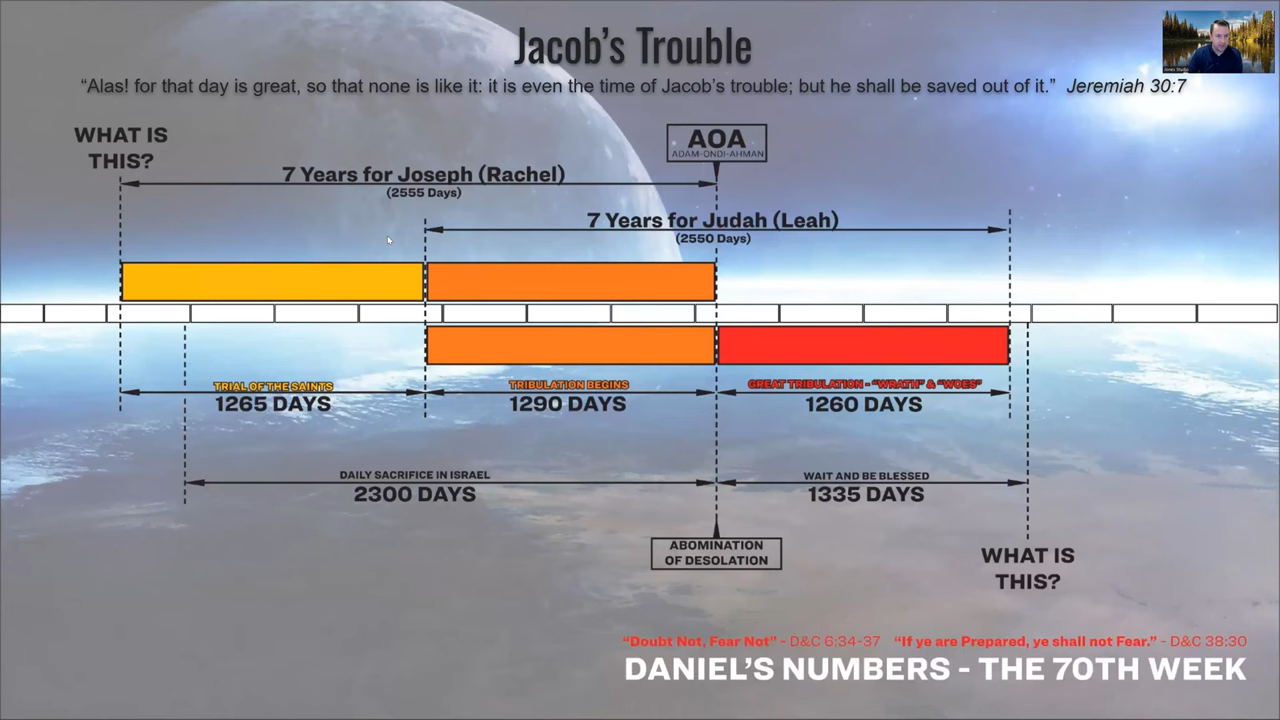 Jacob's Trouble
"Alas! for that day is great, so that none is like it: it is even the time of Jacob's trouble; but he shall be saved out of it." Jeremiah 30:7
WHAT IS
THIS?
AOA
ADAM-ONDI-AHMAN
7 Years for Joseph (Rachel)
(2555 Days)
7 Years for Judah (Leah)
(2550 Days)
TRIAL OF THE SAINTS
1265 DAYS
TRIBULATION BEGINS
1290 DAYS
GREAT TRIBULATION - "WRATH" & "WOES"
1260 DAYS
DAILY SACRIFICE IN ISRAEL
2300 DAYS
WAIT AND BE BLESSED
1335 DAYS
ABOMINATION
OF DESOLATION
WHAT IS
THIS?
"Doubt Not, Fear Not" - D&C 6:34-37 "If ye are Prepared, ye shall not Fear." - D&C 38:30
DANIEL'S NUMBERS - THE 70TH WEEK